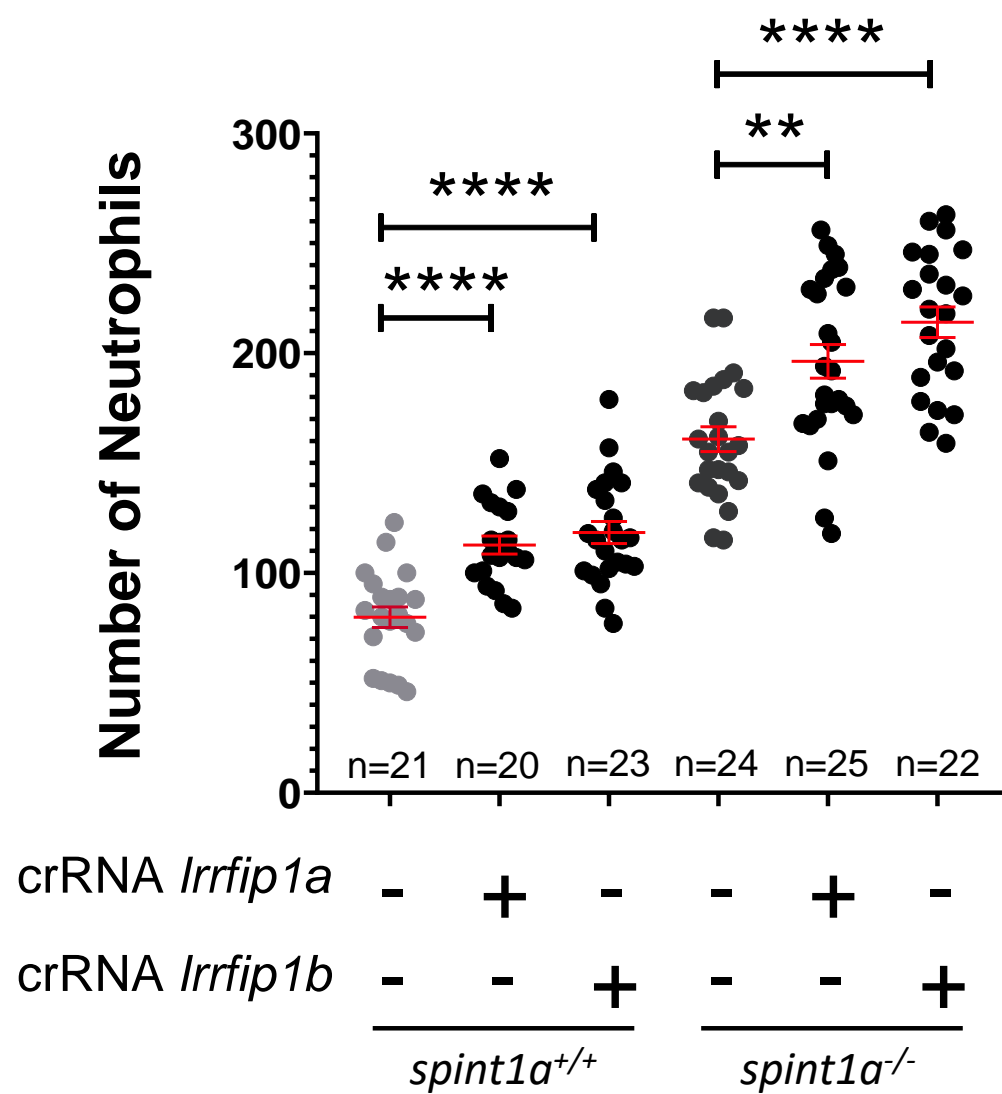 ****
**
300
****
****
200
100
0
Number of Neutrophils
n=21 n=20 n=23 n=24 n=25 n=22
crRNA lrrfip1a - + - - + -
crRNA lrrfip1b - - + - - +
spint1a+/+ spint1a-/-